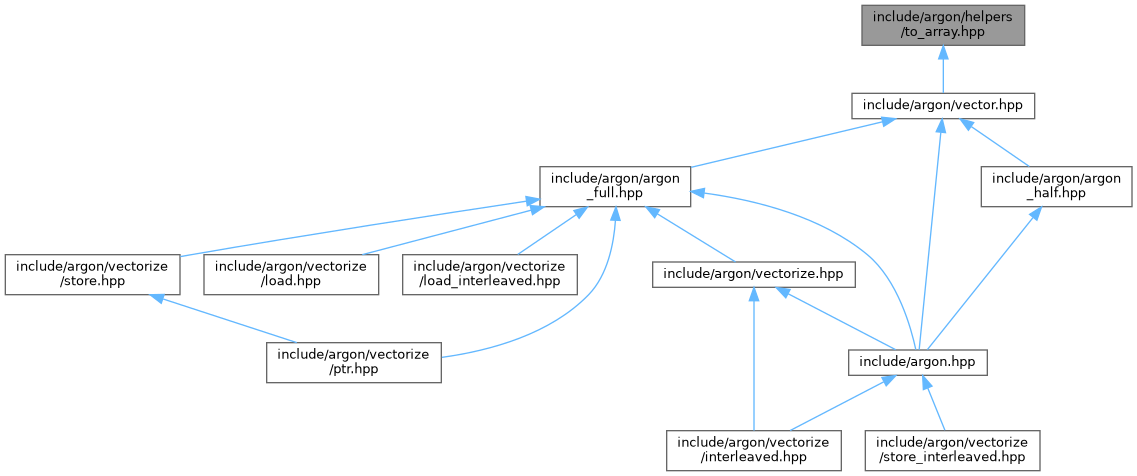 include/argon/helpers
/to_array.hpp
include/argon/vector.hpp
include/argon/argon
_full.hpp
include/argon/argon
_half.hpp
include/argon/vectorize
/store.hpp
include/argon/vectorize
/load.hpp
include/argon/vectorize
/load_interleaved.hpp
include/argon/vectorize.hpp
include/argon/vectorize
/ptr.hpp
include/argon.hpp
include/argon/vectorize
/interleaved.hpp
include/argon/vectorize
/store_interleaved.hpp